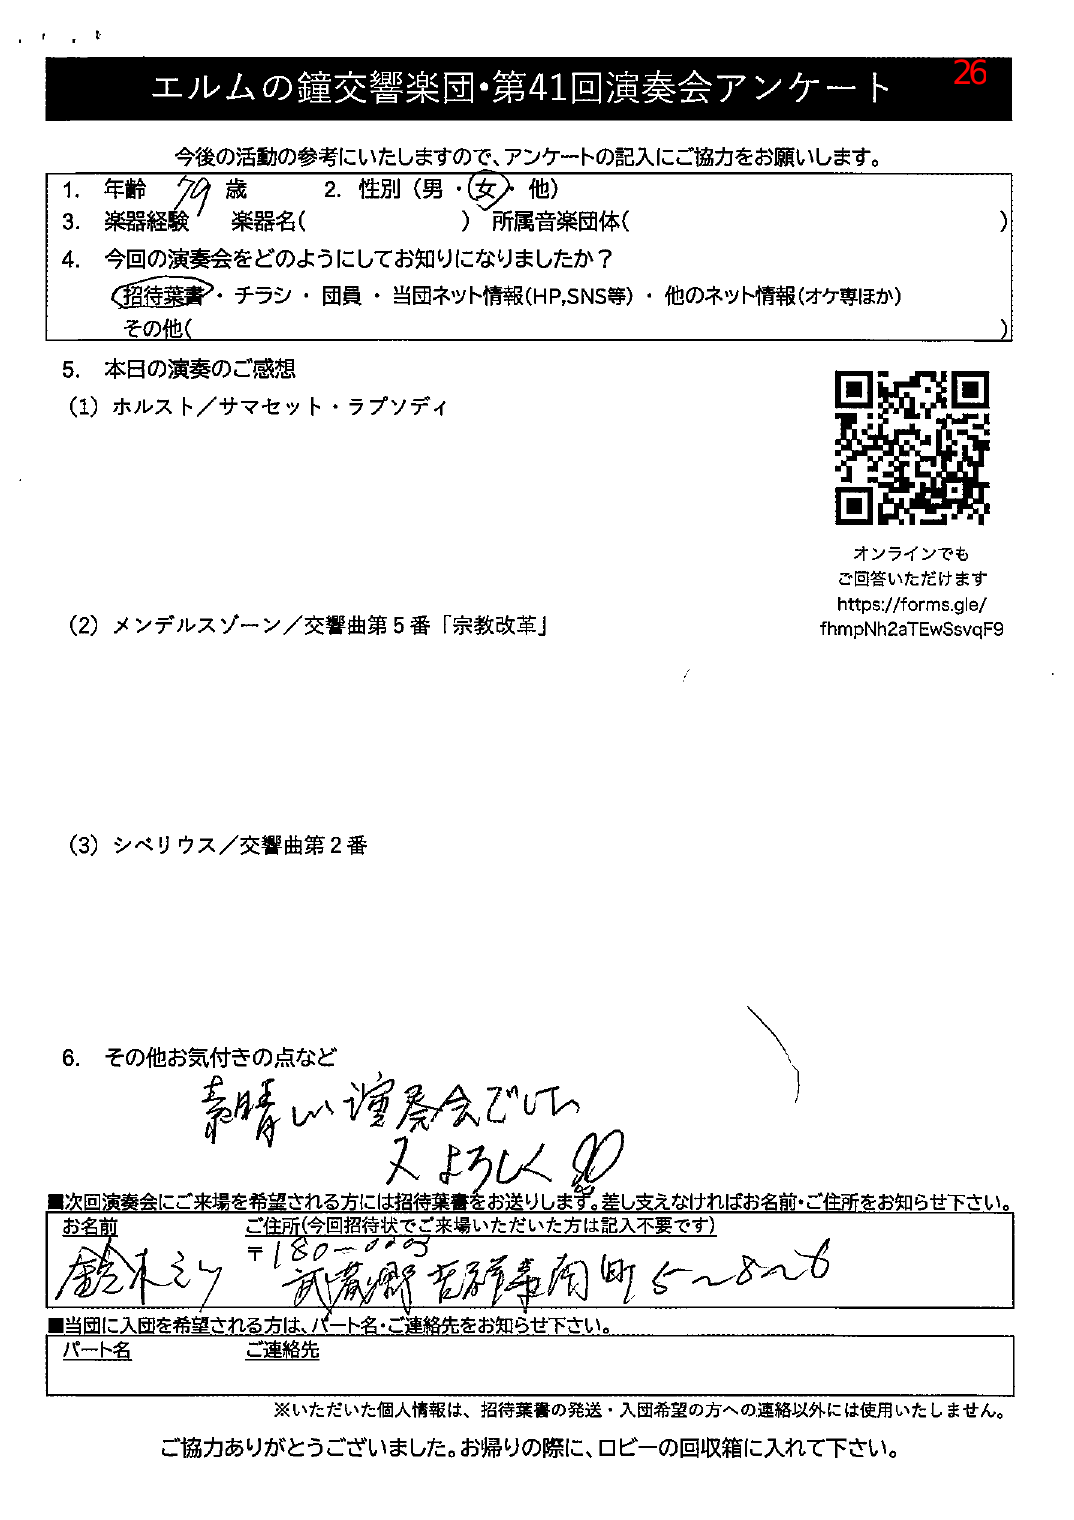 26
エルムの鐘交響楽団・第41回演奏会アンケート
今後の活動の参考にいたしますので、アンケートの記入にご協力をお願いします。
1. 年齢 79 歳 2. 性別（男・女・他）
3. 楽器経験 楽器名( ) 所属音楽団体( )
4. 今回の演奏会をどのようにしてお知りになりましたか？
招待葉書・チラシ・団員・当団ネット情報(HP,SNS等)・他のネット情報(オケ専ほか)
その他( )
5. 本日の演奏のご感想
(1) ホルスト／サマセット・ラプソディ
オンラインでも
ご回答いただけます
https://forms.gle/
fhmpNh2aTEwSsvqF9
(2) メンデルスゾーン／交響曲第5番「宗教改革」
(3) シベリウス／交響曲第2番
6. その他お気付きの点など
素晴しい演奏会でした
又よろしく
■次回演奏会にご来場を希望される方には招待葉書をお送りします。差し支えなければお名前・ご住所をお知らせ下さい。
お名前 ご住所(今回招待状でご来場いただいた方は記入不要です)
〒180-0003
鈴木ミツ 武蔵野 吉祥寺南町5~8~6
■当団に入団を希望される方は、パート名・ご連絡先をお知らせ下さい。
パート名 ご連絡先
※いただいた個人情報は、招待葉書の発送・入団希望の方への連絡以外には使用いたしません。
ご協力ありがとうございました。お帰りの際に、ロビーの回収箱に入れて下さい。